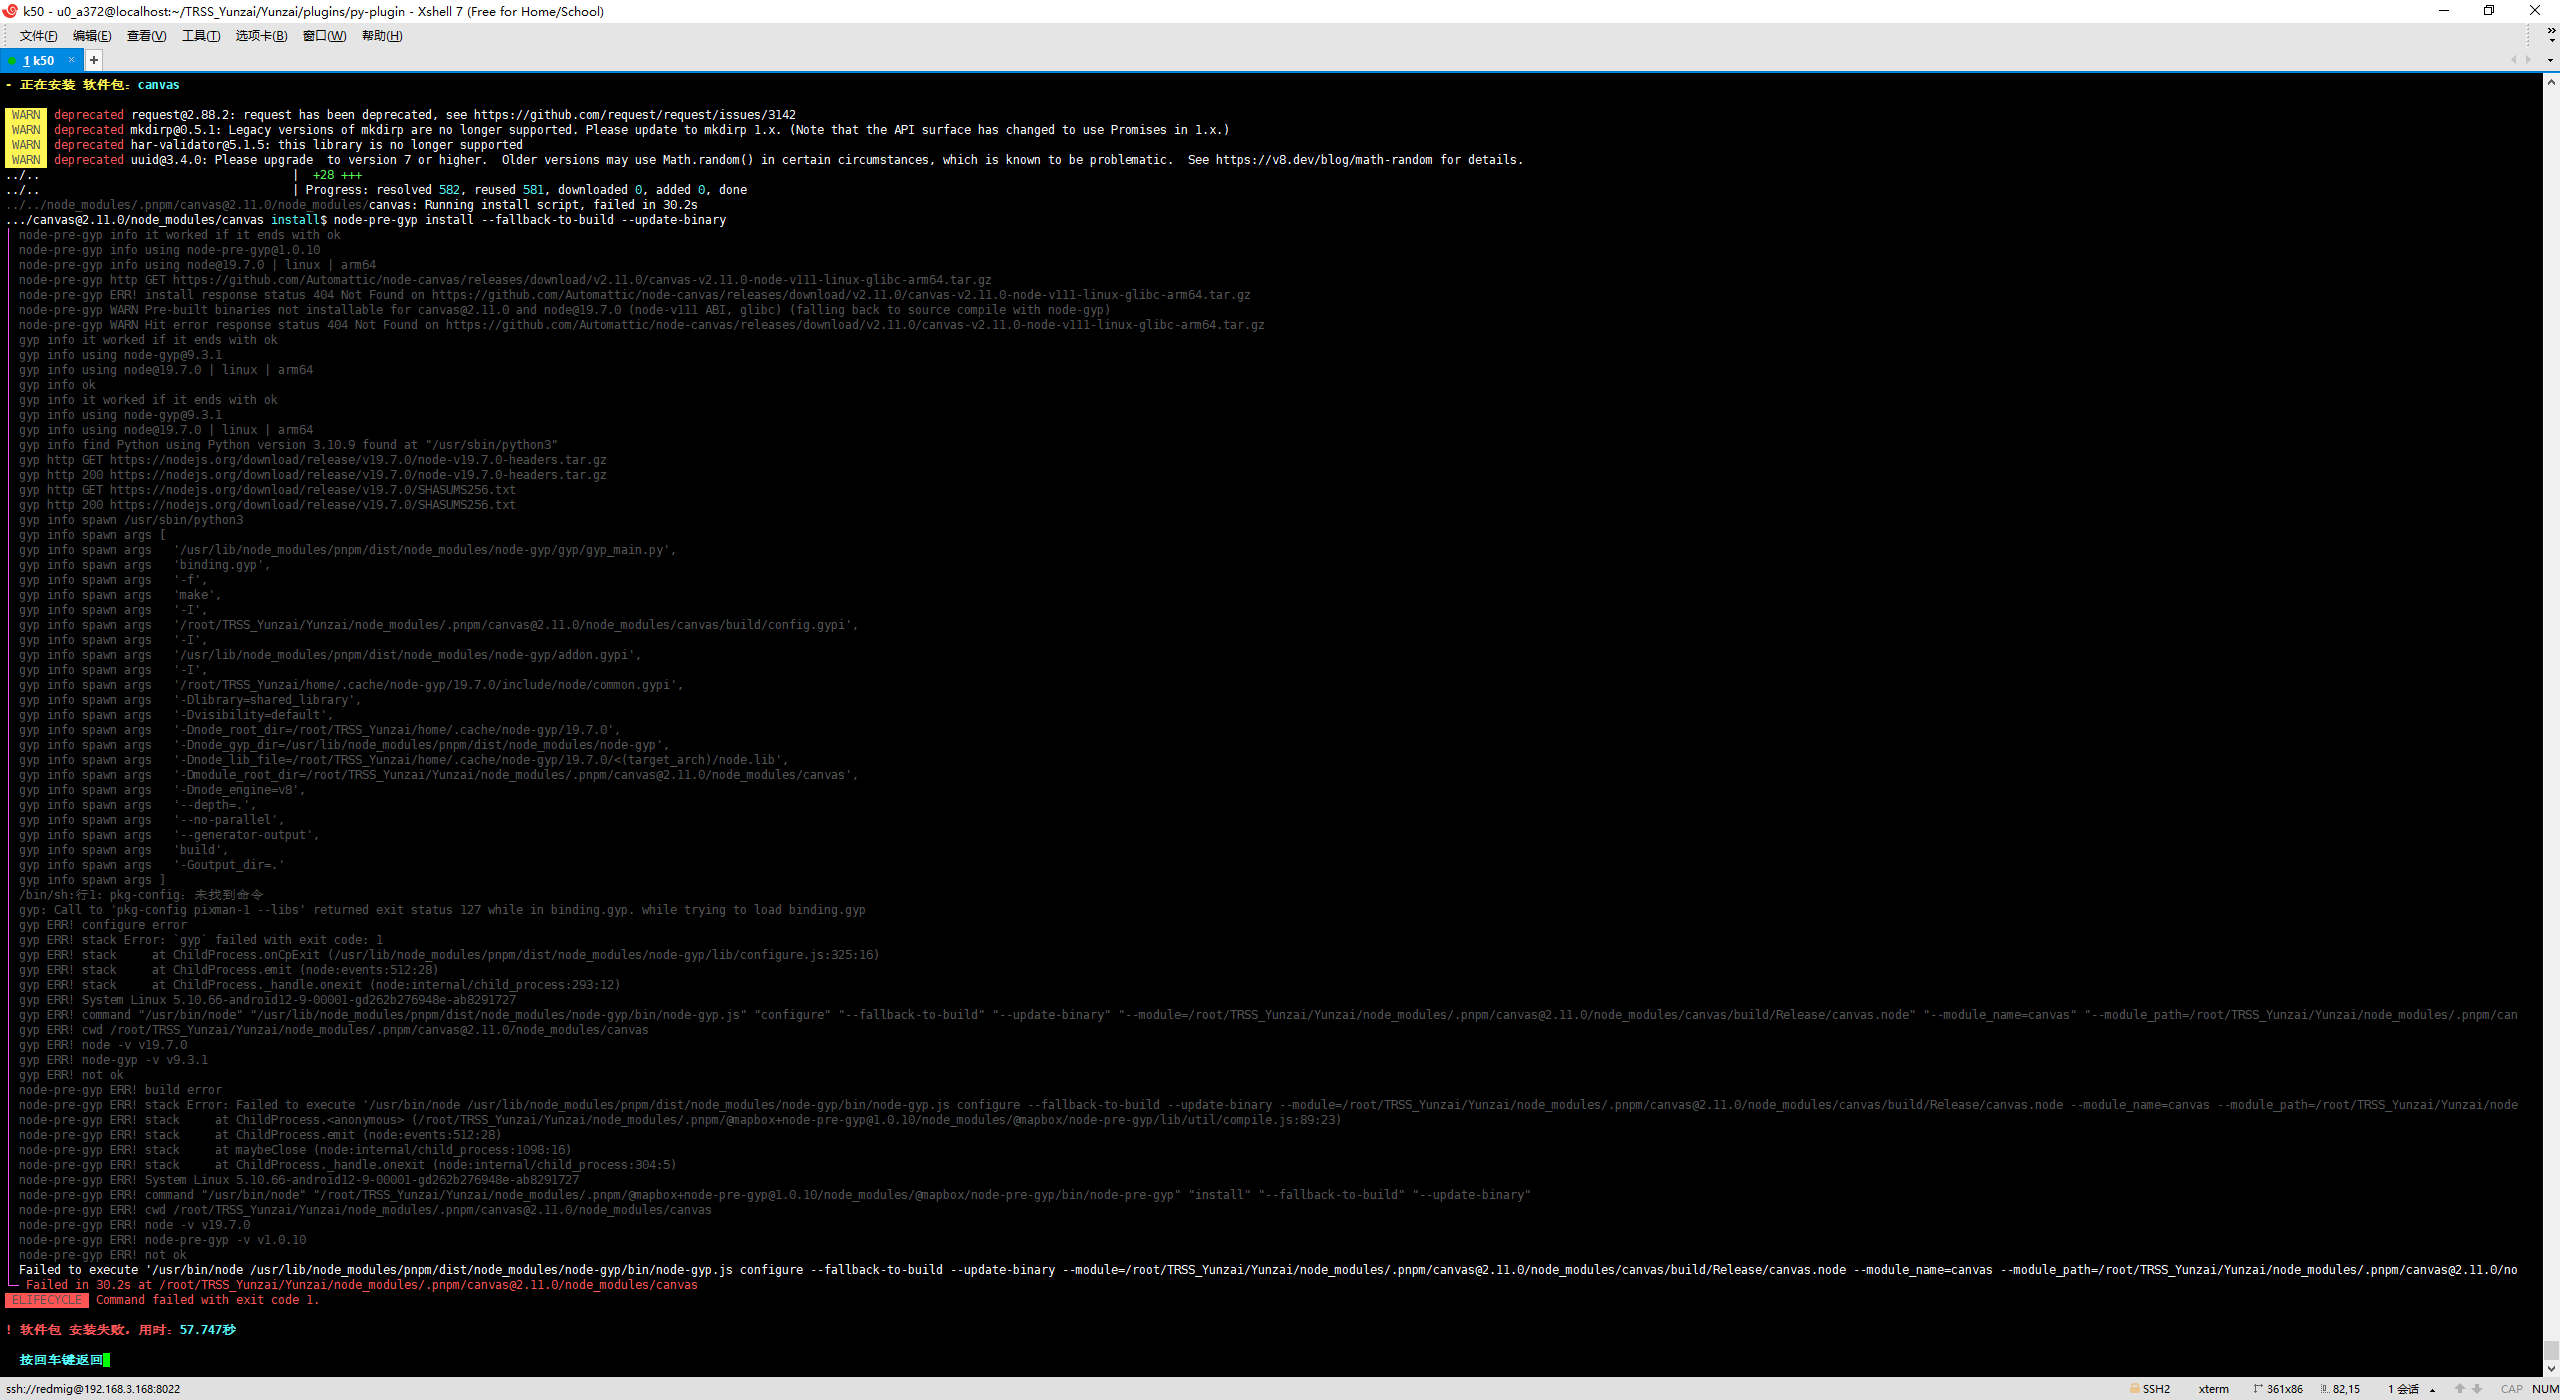 k50 - u0_a372@localhost:~/TRSS_Yunzai/Yunzai/plugins/py-plugin - Xshell 7 (Free for Home/School)
文件(F) 编辑(E) 查看(V) 工具(T) 选项卡(B) 窗口(W) 帮助(H)
1 k50 × +
- 正在安装 软件包：canvas
WARN deprecated request@2.88.2: request has been deprecated, see https://github.com/request/request/issues/3142
WARN deprecated mkdirp@0.5.1: Legacy versions of mkdirp are no longer supported. Please update to mkdirp 1.x. (Note that the API surface has changed to use Promises in 1.x.)
WARN deprecated har-validator@5.1.5: this library is no longer supported
WARN deprecated uuid@3.4.0: Please upgrade  to version 7 or higher.  Older versions may use Math.random() in certain circumstances, which is known to be problematic.  See https://v8.dev/blog/math-random for details.
../.. | +28 +++
../.. | Progress: resolved 582, reused 581, downloaded 0, added 0, done
../../node_modules/.pnpm/canvas@2.11.0/node_modules/canvas: Running install script, failed in 30.2s
.../canvas@2.11.0/node_modules/canvas install$ node-pre-gyp install --fallback-to-build --update-binary
node-pre-gyp info it worked if it ends with ok
node-pre-gyp info using node-pre-gyp@1.0.10
node-pre-gyp info using node@19.7.0 | linux | arm64
node-pre-gyp http GET https://github.com/Automattic/node-canvas/releases/download/v2.11.0/canvas-v2.11.0-node-v111-linux-glibc-arm64.tar.gz
node-pre-gyp ERR! install response status 404 Not Found on https://github.com/Automattic/node-canvas/releases/download/v2.11.0/canvas-v2.11.0-node-v111-linux-glibc-arm64.tar.gz
node-pre-gyp WARN Pre-built binaries not installable for canvas@2.11.0 and node@19.7.0 (node-v111 ABI, glibc) (falling back to source compile with node-gyp)
node-pre-gyp WARN Hit error response status 404 Not Found on https://github.com/Automattic/node-canvas/releases/download/v2.11.0/canvas-v2.11.0-node-v111-linux-glibc-arm64.tar.gz
gyp info it worked if it ends with ok
gyp info using node-gyp@9.3.1
gyp info using node@19.7.0 | linux | arm64
gyp info ok
gyp info it worked if it ends with ok
gyp info using node-gyp@9.3.1
gyp info using node@19.7.0 | linux | arm64
gyp info find Python using Python version 3.10.9 found at "/usr/sbin/python3"
gyp http GET https://nodejs.org/download/release/v19.7.0/node-v19.7.0-headers.tar.gz
gyp http 200 https://nodejs.org/download/release/v19.7.0/node-v19.7.0-headers.tar.gz
gyp http GET https://nodejs.org/download/release/v19.7.0/SHASUMS256.txt
gyp http 200 https://nodejs.org/download/release/v19.7.0/SHASUMS256.txt
gyp info spawn /usr/sbin/python3
gyp info spawn args [
gyp info spawn args   '/usr/lib/node_modules/pnpm/dist/node_modules/node-gyp/gyp/gyp_main.py',
gyp info spawn args   'binding.gyp',
gyp info spawn args   '-f',
gyp info spawn args   'make',
gyp info spawn args   '-I',
gyp info spawn args   '/root/TRSS_Yunzai/Yunzai/node_modules/.pnpm/canvas@2.11.0/node_modules/canvas/build/config.gypi',
gyp info spawn args   '-I',
gyp info spawn args   '/usr/lib/node_modules/pnpm/dist/node_modules/node-gyp/addon.gypi',
gyp info spawn args   '-I',
gyp info spawn args   '/root/TRSS_Yunzai/home/.cache/node-gyp/19.7.0/include/node/common.gypi',
gyp info spawn args   '-Dlibrary=shared_library',
gyp info spawn args   '-Dvisibility=default',
gyp info spawn args   '-Dnode_root_dir=/root/TRSS_Yunzai/home/.cache/node-gyp/19.7.0',
gyp info spawn args   '-Dnode_gyp_dir=/usr/lib/node_modules/pnpm/dist/node_modules/node-gyp',
gyp info spawn args   '-Dnode_lib_file=/root/TRSS_Yunzai/home/.cache/node-gyp/19.7.0/<(target_arch)/node.lib',
gyp info spawn args   '-Dmodule_root_dir=/root/TRSS_Yunzai/Yunzai/node_modules/.pnpm/canvas@2.11.0/node_modules/canvas',
gyp info spawn args   '-Dnode_engine=v8',
gyp info spawn args   '--depth=.',
gyp info spawn args   '--no-parallel',
gyp info spawn args   '--generator-output',
gyp info spawn args   'build',
gyp info spawn args   '-Goutput_dir=.'
gyp info spawn args ]
/bin/sh:行1: pkg-config：未找到命令
gyp: Call to 'pkg-config pixman-1 --libs' returned exit status 127 while in binding.gyp. while trying to load binding.gyp
gyp ERR! configure error
gyp ERR! stack Error: `gyp` failed with exit code: 1
gyp ERR! stack     at ChildProcess.onCpExit (/usr/lib/node_modules/pnpm/dist/node_modules/node-gyp/lib/configure.js:325:16)
gyp ERR! stack     at ChildProcess.emit (node:events:512:28)
gyp ERR! stack     at ChildProcess._handle.onexit (node:internal/child_process:293:12)
gyp ERR! System Linux 5.10.66-android12-9-00001-gd262b276948e-ab8291727
gyp ERR! command "/usr/bin/node" "/usr/lib/node_modules/pnpm/dist/node_modules/node-gyp/bin/node-gyp.js" "configure" "--fallback-to-build" "--update-binary" "--module=/root/TRSS_Yunzai/Yunzai/node_modules/.pnpm/canvas@2.11.0/node_modules/canvas/build/Release/canvas.node" "--module_name=canvas" "--module_path=/root/TRSS_Yunzai/Yunzai/node_modules/.pnpm/can
gyp ERR! cwd /root/TRSS_Yunzai/Yunzai/node_modules/.pnpm/canvas@2.11.0/node_modules/canvas
gyp ERR! node -v v19.7.0
gyp ERR! node-gyp -v v9.3.1
gyp ERR! not ok
node-pre-gyp ERR! build error
node-pre-gyp ERR! stack Error: Failed to execute '/usr/bin/node /usr/lib/node_modules/pnpm/dist/node_modules/node-gyp/bin/node-gyp.js configure --fallback-to-build --update-binary --module=/root/TRSS_Yunzai/Yunzai/node_modules/.pnpm/canvas@2.11.0/node_modules/canvas/build/Release/canvas.node --module_name=canvas --module_path=/root/TRSS_Yunzai/Yunzai/node
node-pre-gyp ERR! stack     at ChildProcess.<anonymous> (/root/TRSS_Yunzai/Yunzai/node_modules/.pnpm/@mapbox+node-pre-gyp@1.0.10/node_modules/@mapbox/node-pre-gyp/lib/util/compile.js:89:23)
node-pre-gyp ERR! stack     at ChildProcess.emit (node:events:512:28)
node-pre-gyp ERR! stack     at maybeClose (node:internal/child_process:1098:16)
node-pre-gyp ERR! stack     at ChildProcess._handle.onexit (node:internal/child_process:304:5)
node-pre-gyp ERR! System Linux 5.10.66-android12-9-00001-gd262b276948e-ab8291727
node-pre-gyp ERR! command "/usr/bin/node" "/root/TRSS_Yunzai/Yunzai/node_modules/.pnpm/@mapbox+node-pre-gyp@1.0.10/node_modules/@mapbox/node-pre-gyp/bin/node-pre-gyp" "install" "--fallback-to-build" "--update-binary"
node-pre-gyp ERR! cwd /root/TRSS_Yunzai/Yunzai/node_modules/.pnpm/canvas@2.11.0/node_modules/canvas
node-pre-gyp ERR! node -v v19.7.0
node-pre-gyp ERR! node-pre-gyp -v v1.0.10
node-pre-gyp ERR! not ok
Failed to execute '/usr/bin/node /usr/lib/node_modules/pnpm/dist/node_modules/node-gyp/bin/node-gyp.js configure --fallback-to-build --update-binary --module=/root/TRSS_Yunzai/Yunzai/node_modules/.pnpm/canvas@2.11.0/node_modules/canvas/build/Release/canvas.node --module_name=canvas --module_path=/root/TRSS_Yunzai/Yunzai/node_modules/.pnpm/canvas@2.11.0/no
Failed in 30.2s at /root/TRSS_Yunzai/Yunzai/node_modules/.pnpm/canvas@2.11.0/node_modules/canvas
ELIFECYCLE Command failed with exit code 1.
! 软件包 安装失败. 用时：57.747秒
按回车键返回
ssh://redmig@192.168.3.168:8022 SSH2 xterm 361x86 82,15 1 会话 CAP NUM